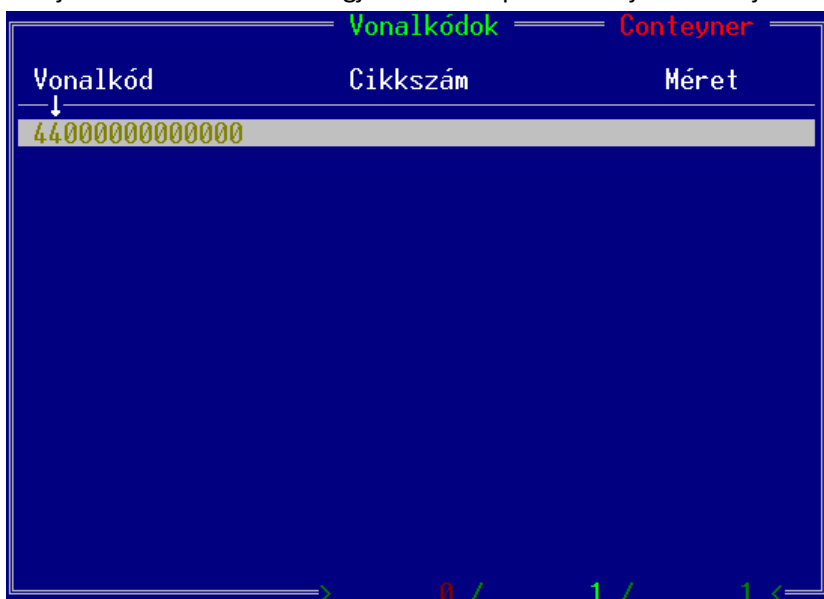 Vonalkódok Conteyner
Vonalkód Cikkszám Méret
44000000000000
> 0 / 1 / 1 <